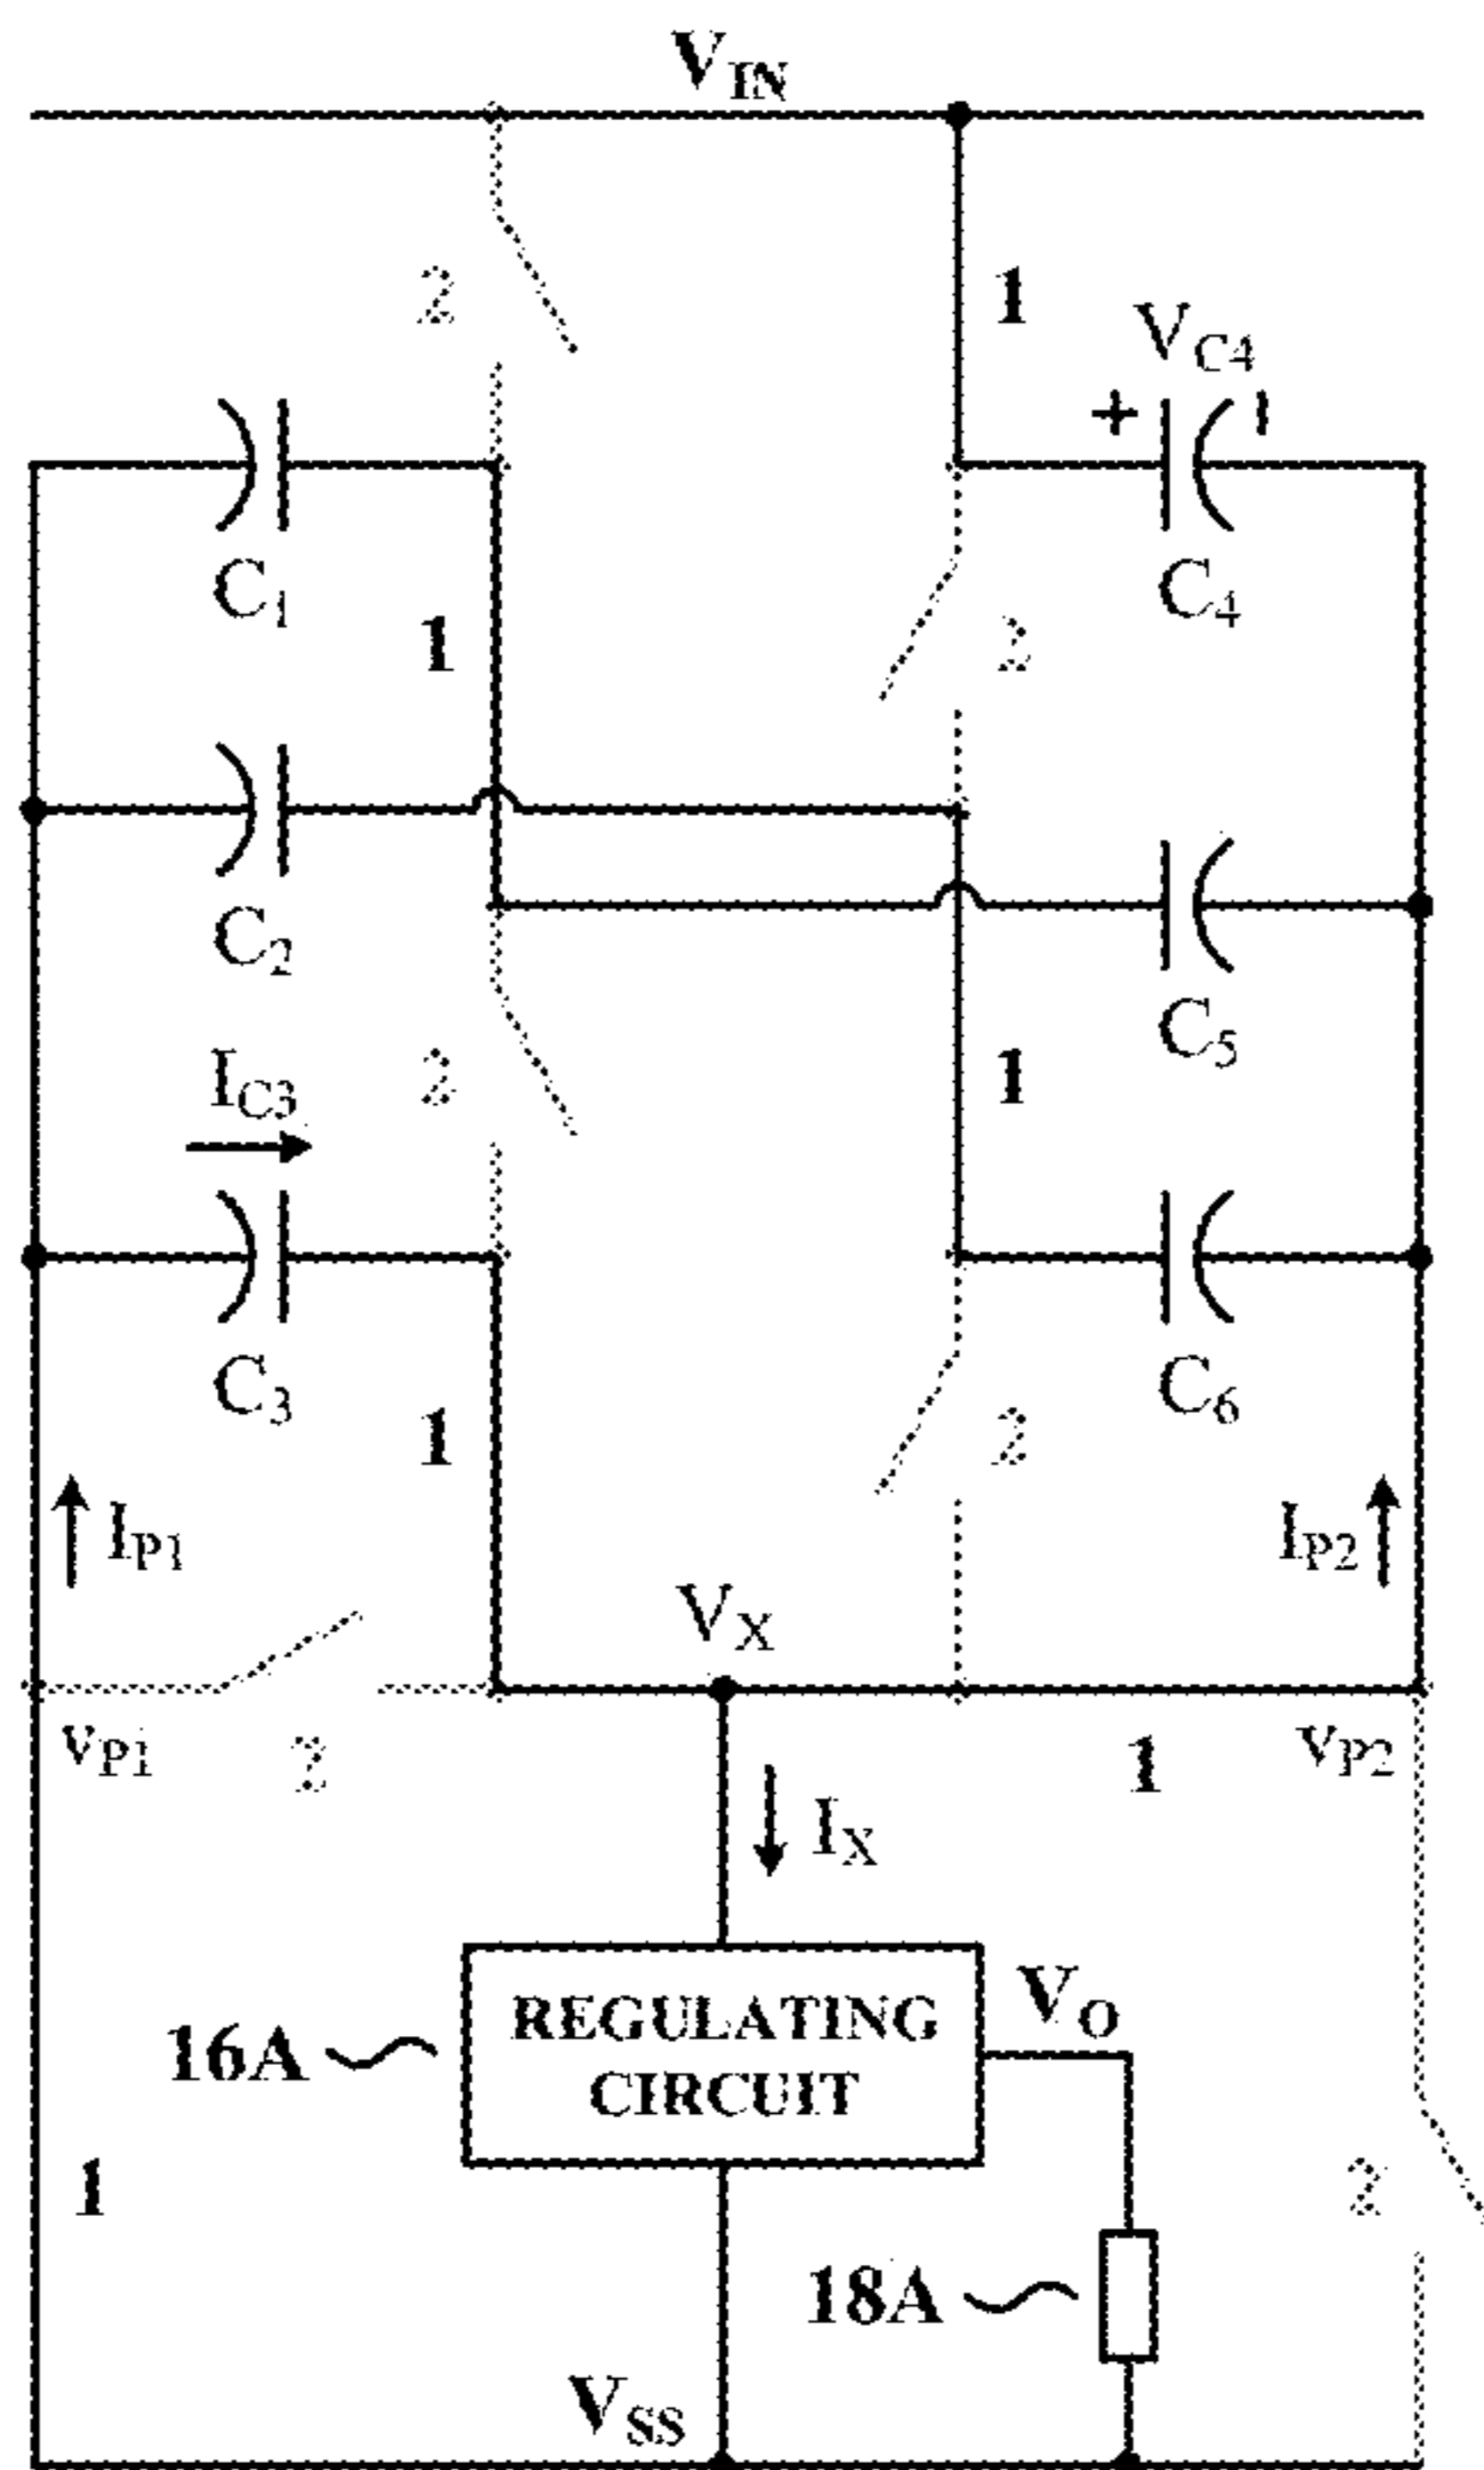 V_IN
2
1
V_C4
+
C_1
C_4
1
2
C_2
C_5
I_C3
2
1
C_3
C_6
1
2
I_P1
I_P2
V_X
v_P1
2
1
v_P2
I_X
REGULATING
CIRCUIT
V_O
16A
1
2
18A
V_SS